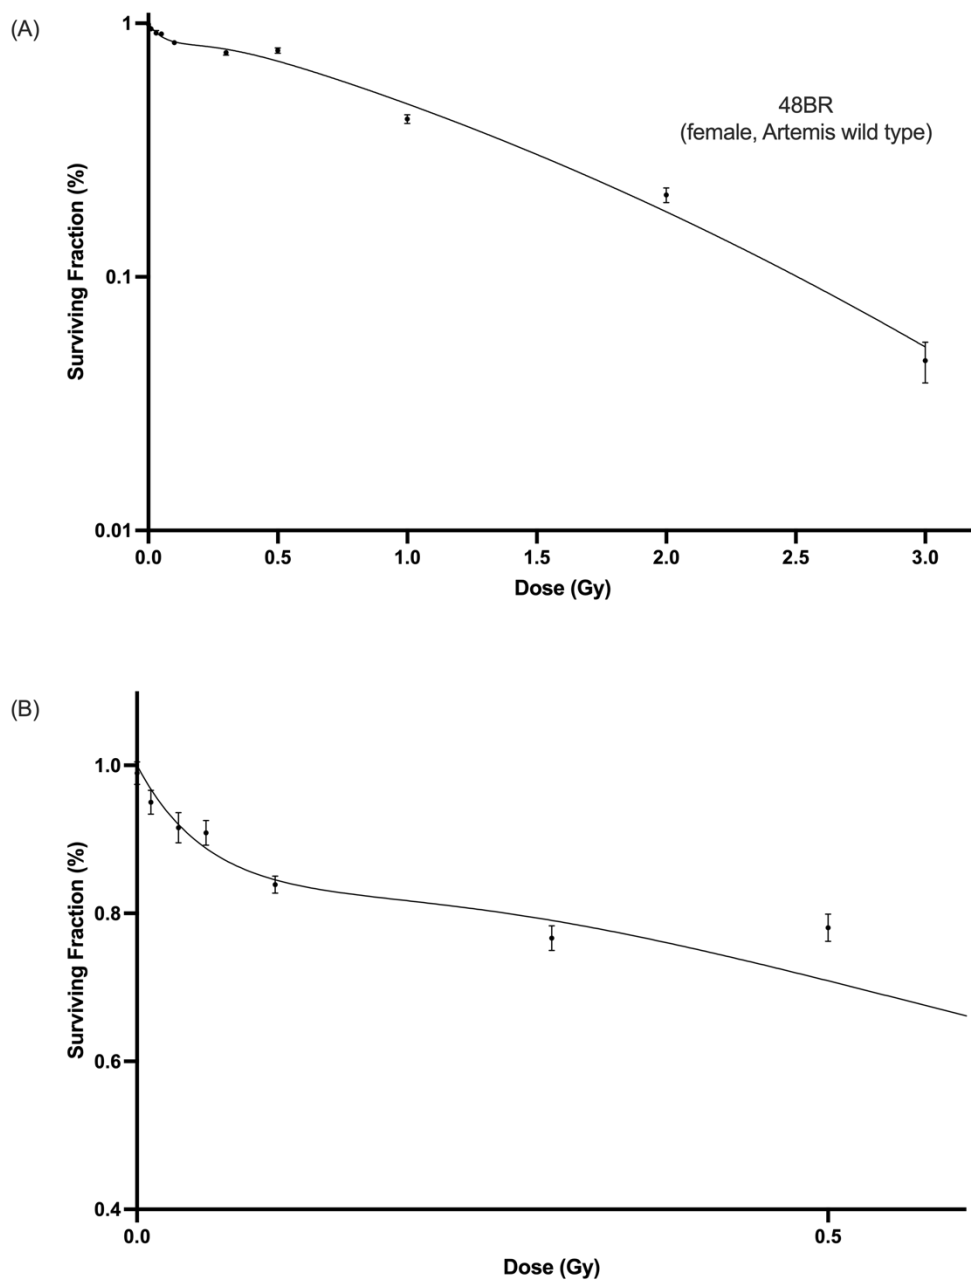 (A)
1
0.1
0.01
Surviving Fraction (%)
48BR
(female, Artemis wild type)
0.0 0.5 1.0 1.5 2.0 2.5 3.0
Dose (Gy)
(B)
1.0
0.8
0.6
0.4
Surviving Fraction (%)
0.0 0.5
Dose (Gy)